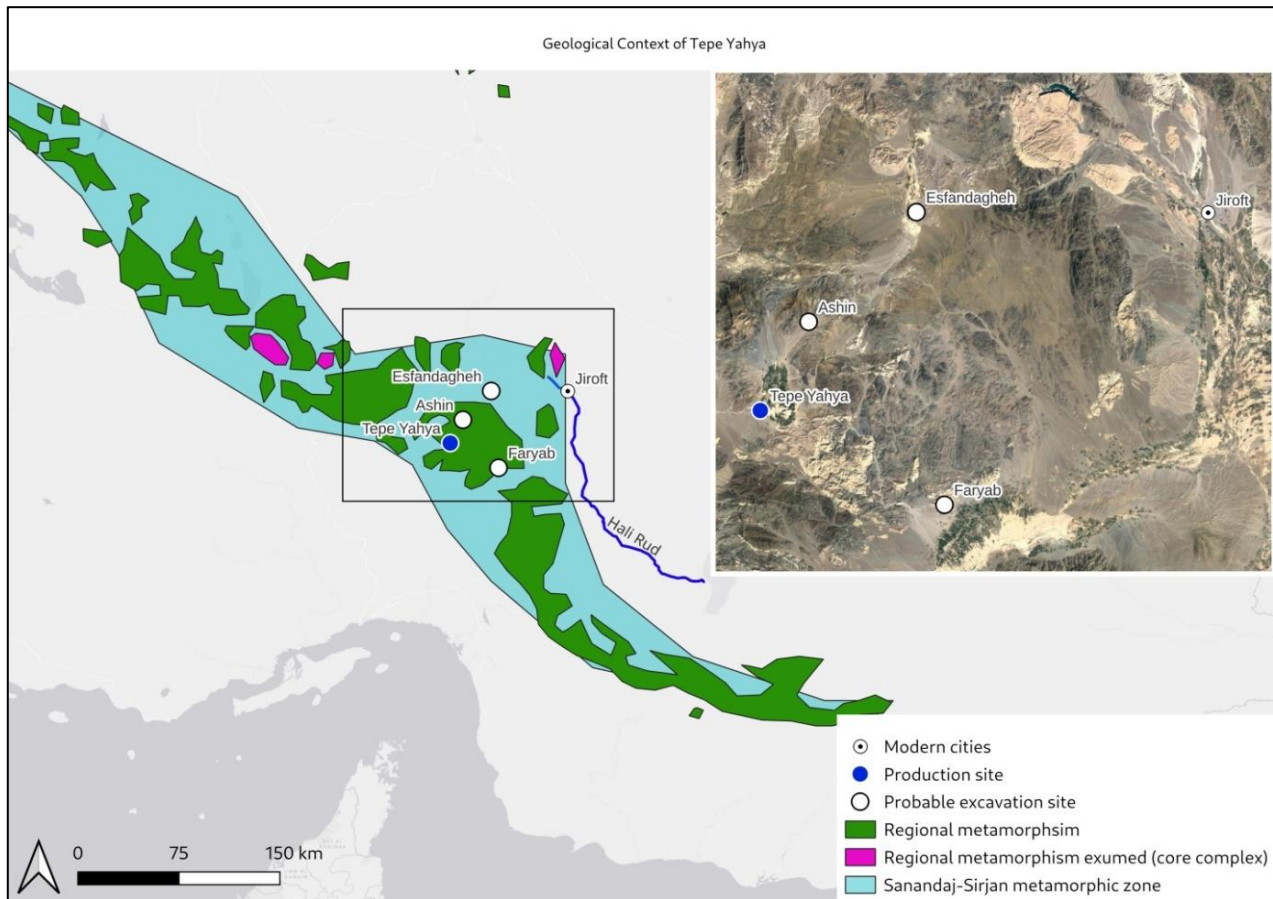 Geological Context of Tepe Yahya
Esfandagheh
Jiroft
Ashin
Tepe Yahya
Faryab
Hali Rud
Esfandagheh
Jiroft
Ashin
Tepe Yahya
Faryab
Modern cities
Production site
Probable excavation site
Regional metamorphsim
Regional metamorphism exumed (core complex)
Sanandaj-Sirjan metamorphic zone
0 75 150 km